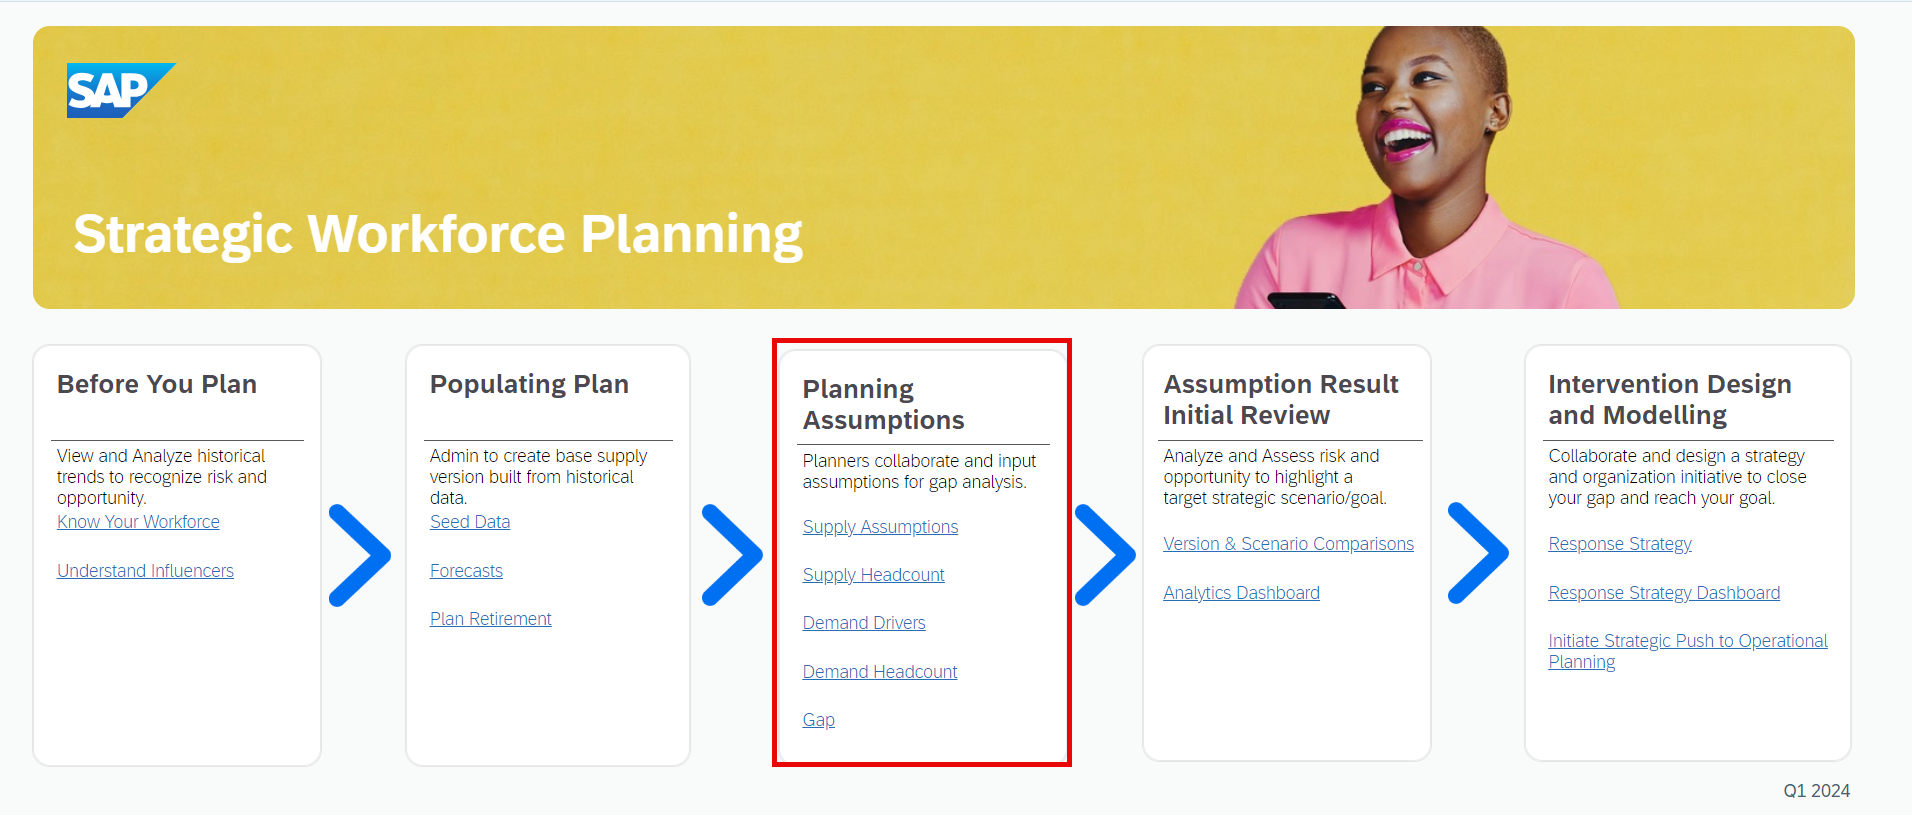 SAP
Strategic Workforce Planning
Before You Plan
View and Analyze historical
trends to recognize risk and
opportunity.
Know Your Workforce
Understand Influencers
Populating Plan
Admin to create base supply
version built from historical
data.
Seed Data
Forecasts
Plan Retirement
Planning
Assumptions
Planners collaborate and input
assumptions for gap analysis.
Supply Assumptions
Supply Headcount
Demand Drivers
Demand Headcount
Gap
Assumption Result
Initial Review
Analyze and Assess risk and
opportunity to highlight a
target strategic scenario/goal.
Version & Scenario Comparisons
Analytics Dashboard
Intervention Design
and Modelling
Collaborate and design a strategy
and organization initiative to close
your gap and reach your goal.
Response Strategy
Response Strategy Dashboard
Initiate Strategic Push to Operational
Planning
Q1 2024